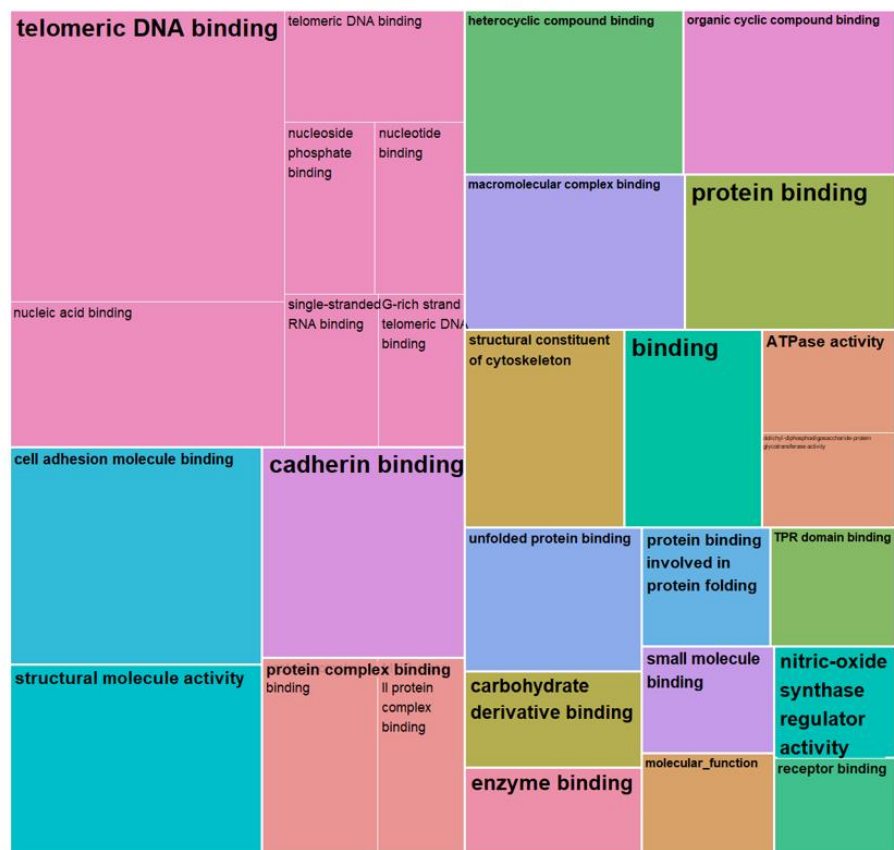 telomeric DNA binding
telomeric DNA binding
nucleoside
phosphate
binding
nucleotide
binding
nucleic acid binding
single-stranded
RNA binding
G-rich strand
telomeric DNA
binding
heterocyclic compound binding
organic cyclic compound binding
macromolecular complex binding
protein binding
structural constituent
of cytoskeleton
binding
ATPase activity
glycotransferase activity
cell adhesion molecule binding
cadherin binding
structural molecule activity
protein complex binding
binding
II protein
complex
binding
unfolded protein binding
protein binding
involved in
protein folding
TPR domain binding
carbohydrate
derivative binding
small molecule
binding
nitric-oxide
synthase
regulator
activity
enzyme binding
molecular_function
receptor binding